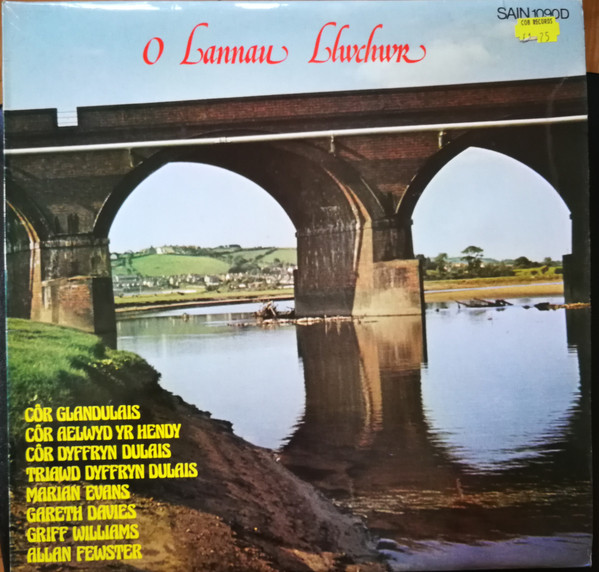 SAIN 1090D
COB RECORDS
O Lannau Llwchwr
CÔR GLANDULAIS
CÔR AELWYD YR HENDY
CÔR DYFFRYN DULAIS
TRIAWD DYFFRYN DULAIS
MARIAN EVANS
GARETH DAVIES
GRIFF WILLIAMS
ALLAN FEWSTER